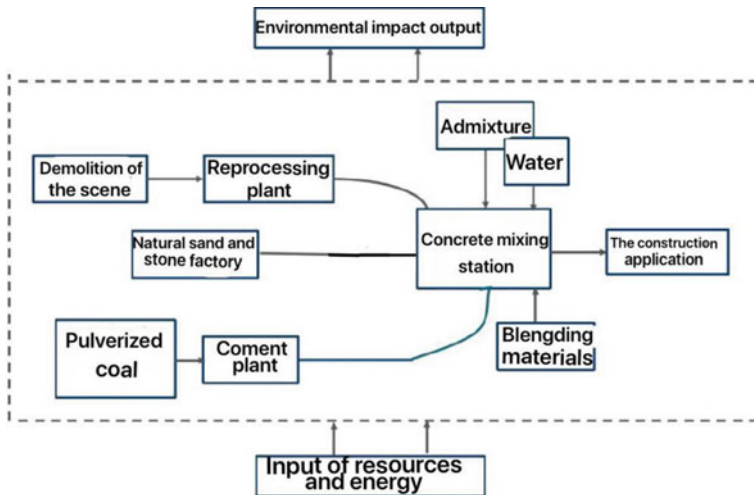 Environmental impact output
Admixture
Water
Demolition of
the scene
Reprocessing
plant
Natural sand and
stone factory
Concrete mixing
station
The construction
application
Pulverized
coal
Coment
plant
Blengding
materials
Input of resources
and energy